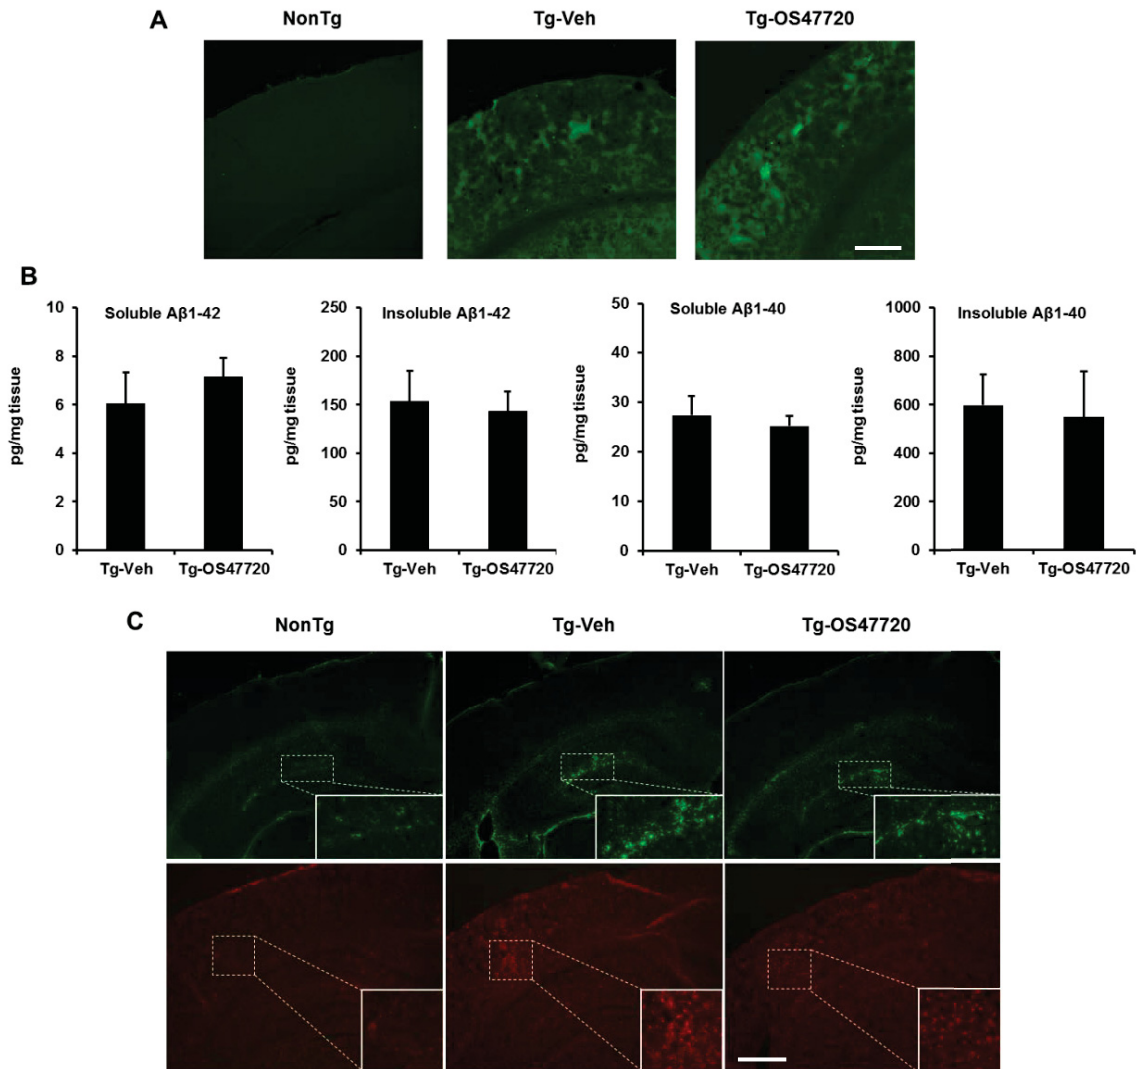 A
NonTg Tg-Veh Tg-OS47720
B
Soluble Aβ1-42
pg/mg tissue
10
8
6
4
2
0
Tg-Veh Tg-OS47720
Insoluble Aβ1-42
pg/mg tissue
250
200
150
100
50
0
Tg-Veh Tg-OS47720
Soluble Aβ1-40
pg/mg tissue
50
40
30
20
10
0
Tg-Veh Tg-OS47720
Insoluble Aβ1-40
pg/mg tissue
1000
800
600
400
200
0
Tg-Veh Tg-OS47720
C
NonTg Tg-Veh Tg-OS47720